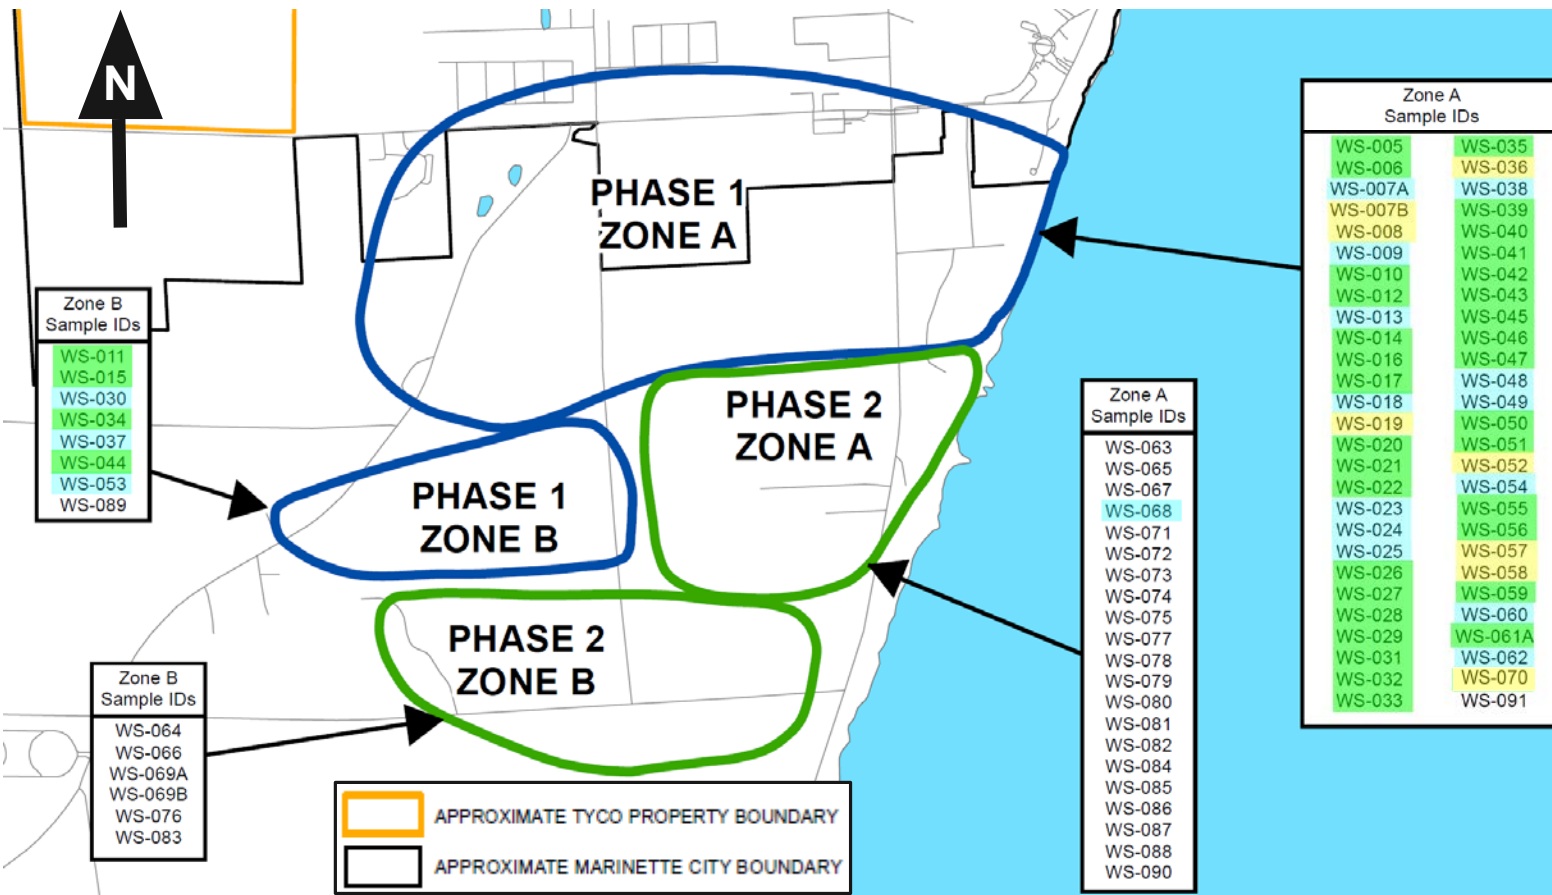 N
PHASE 1
ZONE A
PHASE 2
ZONE A
PHASE 1
ZONE B
PHASE 2
ZONE B
Zone B
Sample IDs
WS-011
WS-015
WS-030
WS-034
WS-037
WS-044
WS-053
WS-089
Zone B
Sample IDs
WS-064
WS-066
WS-069A
WS-069B
WS-076
WS-083
Zone A
Sample IDs
WS-063
WS-065
WS-067
WS-068
WS-071
WS-072
WS-073
WS-074
WS-075
WS-077
WS-078
WS-079
WS-080
WS-081
WS-082
WS-084
WS-085
WS-086
WS-087
WS-088
WS-090
Zone A
Sample IDs
WS-005 WS-035
WS-006 WS-036
WS-007A WS-038
WS-007B WS-039
WS-008 WS-040
WS-009 WS-041
WS-010 WS-042
WS-012 WS-043
WS-013 WS-045
WS-014 WS-046
WS-016 WS-047
WS-017 WS-048
WS-018 WS-049
WS-019 WS-050
WS-020 WS-051
WS-021 WS-052
WS-022 WS-054
WS-023 WS-055
WS-024 WS-056
WS-025 WS-057
WS-026 WS-058
WS-027 WS-059
WS-028 WS-060
WS-029 WS-061A
WS-031 WS-062
WS-032 WS-070
WS-033 WS-091
APPROXIMATE TYCO PROPERTY BOUNDARY
APPROXIMATE MARINETTE CITY BOUNDARY